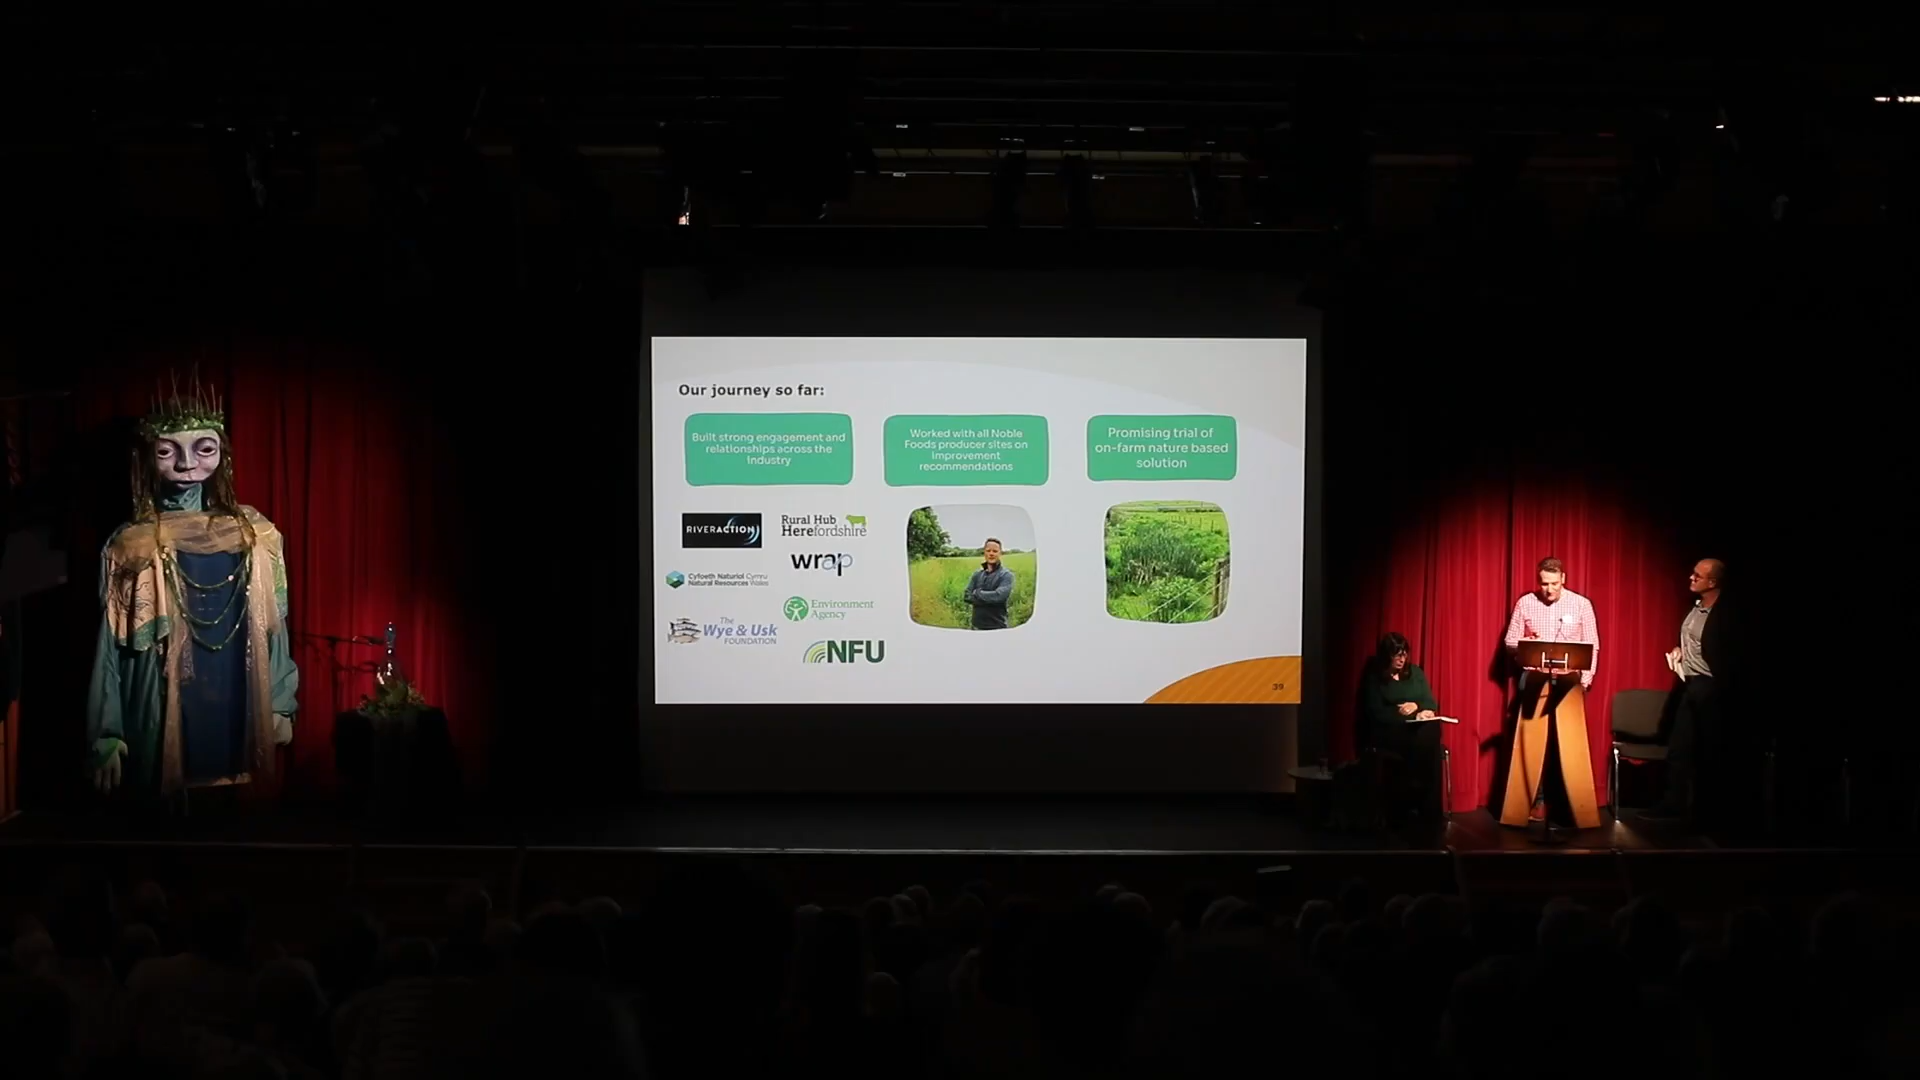 Our journey so far:
Built strong engagement and
relationships across the
industry
Worked with all Noble
Foods producer sites on
improvement
recommendations
Promising trial of
on-farm nature based
solution
RIVERACTION
Rural Hub
Herefordshire
wrap
Cyfoeth Naturiol Cymru
Natural Resources Wales
Environment
Agency
The
Wye & Usk
FOUNDATION
NFU
39